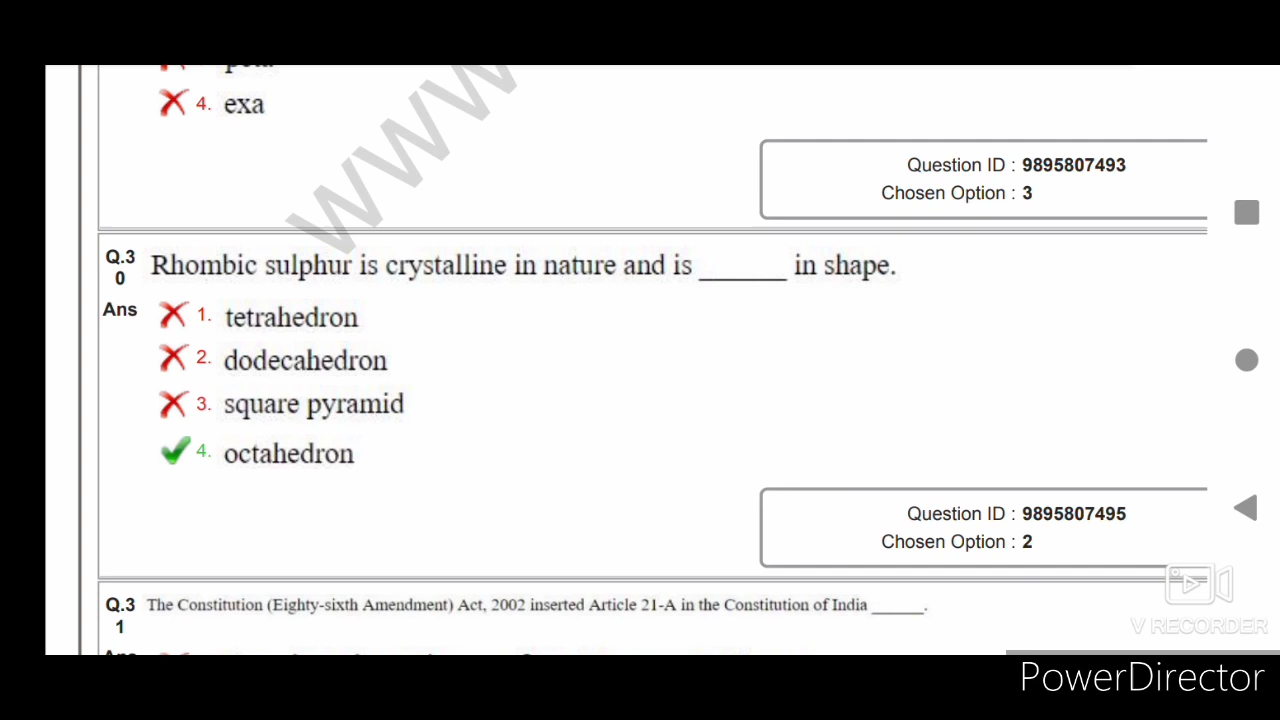 4. exa
WWW
Question ID : 9895807493
Chosen Option : 3
Q.3
0
Rhombic sulphur is crystalline in nature and is ______ in shape.
Ans
1. tetrahedron
2. dodecahedron
3. square pyramid
4. octahedron
Question ID : 9895807495
Chosen Option : 2
Q.3
1
The Constitution (Eighty-sixth Amendment) Act, 2002 inserted Article 21-A in the Constitution of India ______.
V RECORDER
PowerDirector